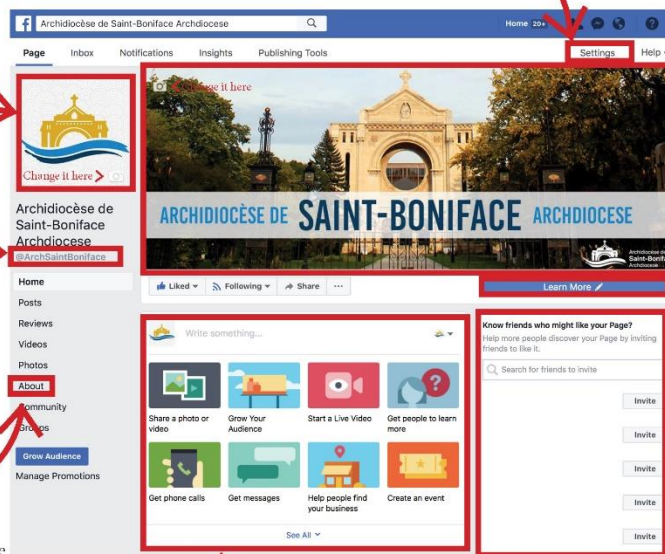 Archidiocèse de Saint-Boniface Archdiocese
Home 20+
Page Inbox Notifications Insights Publishing Tools Settings Help
Change it here >
Archidiocèse de
Saint-Boniface
Archdiocese
@ArchSaintBoniface
< Change it here
ARCHIDIOCÈSE DE SAINT-BONIFACE ARCHDIOCESE
Archidiocèse de
Saint-Boniface
Archdiocese
Liked Following Share ...
Learn More
Home
Posts
Reviews
Videos
Photos
About
Community
Groups
Grow Audience
Manage Promotions
Write something...
Share a photo or
video
Grow Your
Audience
Start a Live Video
Get people to learn
more
Get phone calls
Get messages
Help people find
your business
Create an event
See All
Know friends who might like your Page?
Help more people discover your Page by inviting
friends to like it.
Search for friends to invite
Invite
Invite
Invite
Invite
Invite